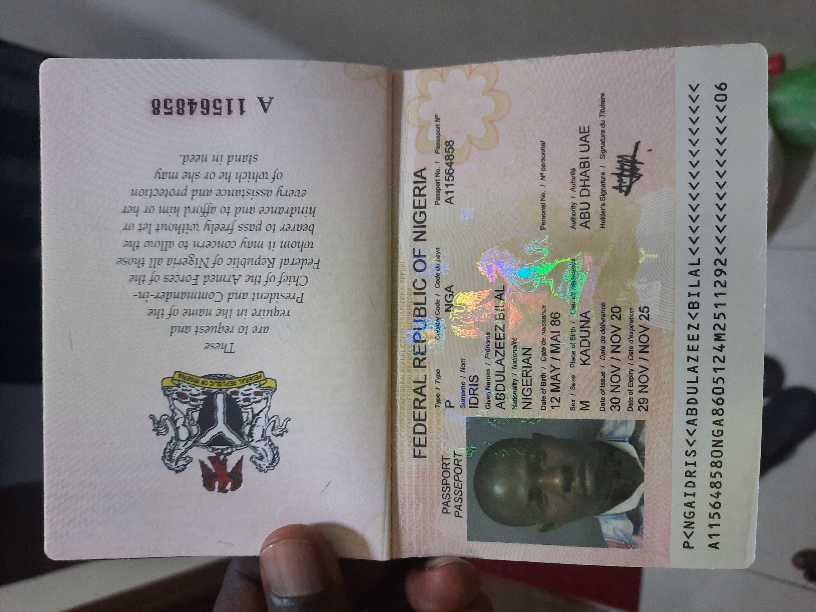 These
are to request and
require in the name of the
President and Commander-in-
Chief of the Armed Forces of the
Federal Republic of Nigeria all those
whom it may concern to allow the
bearer to pass freely without let or
hindrance and to afford him or her
every assistance and protection
of which he or she may
stand in need.
A 11564858
FEDERAL REPUBLIC OF NIGERIA
PASSPORT
PASSEPORT
Type / Type Country Code / Code du pays Passport No. / Passeport Nº
P NGA A11564858
Surname / Nom
IDRIS
Given Names / Prénoms
ABDULAZEEZ BILAL
Nationality / Nationalité
NIGERIAN
Date of Birth / Date de naissance Personal No. / Nº personnel
12 MAY / MAI 86
Sex / Sexe Place of Birth / Lieu de naissance Authority / Autorité
M KADUNA ABU DHABI UAE
Date of Issue / Date de délivrance Holder's Signature / Signature du Titulaire
30 NOV / NOV 20
Date of Expiry / Date d'expiration
29 NOV / NOV 25
P<NGAIDRIS<<ABDULAZEEZ<BILAL<<<<<<<<<<<<<<<<
A115648580NGA8605124M2511292<<<<<<<<<<<<<<06